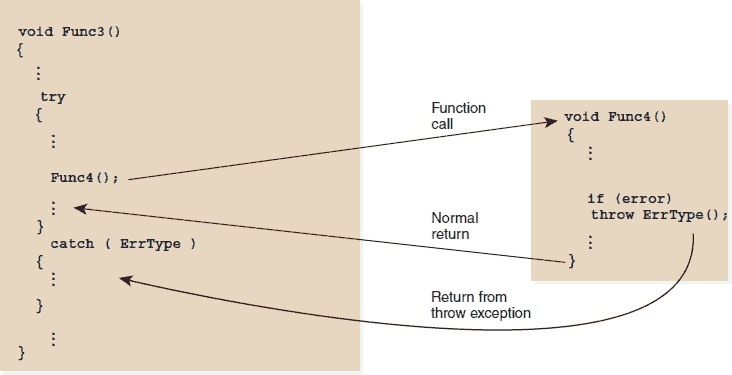 void Func3()
{
⋮
try
{
⋮
Func4();
⋮
}
catch ( ErrType )
{
⋮
}
⋮
}
Function
call
Normal
return
Return from
throw exception
void Func4()
{
⋮
if (error)
throw ErrType();
⋮
}